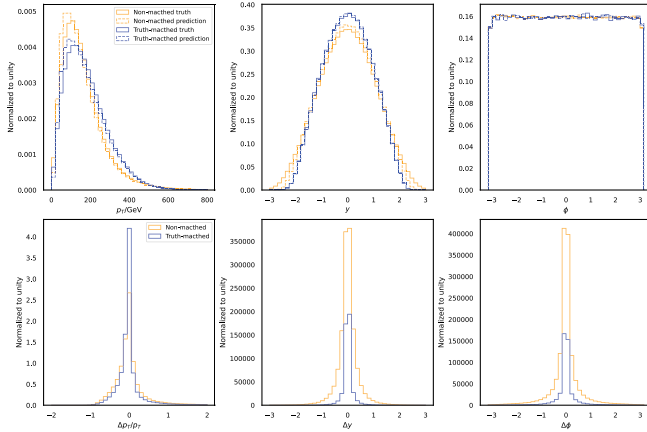 Normalized to unity
0.005
0.004
0.003
0.002
0.001
0.000
Non-macthed truth
Non-macthed prediction
Truth-macthed truth
Truth-macthed prediction
0 200 400 600 800
p_T/GeV
Normalized to unity
0.40
0.35
0.30
0.25
0.20
0.15
0.10
0.05
0.00
−3 −2 −1 0 1 2 3
y
Normalized to unity
0.16
0.14
0.12
0.10
0.08
0.06
0.04
0.02
0.00
−3 −2 −1 0 1 2 3
ϕ
Normalized to unity
4.0
3.5
3.0
2.5
2.0
1.5
1.0
0.5
0.0
Non-macthed
Truth-macthed
−2 −1 0 1 2
Δp_T/p_T
Normalized to unity
350000
300000
250000
200000
150000
100000
50000
0
−3 −2 −1 0 1 2 3
Δy
Normalized to unity
400000
350000
300000
250000
200000
150000
100000
50000
0
−3 −2 −1 0 1 2 3
Δϕ